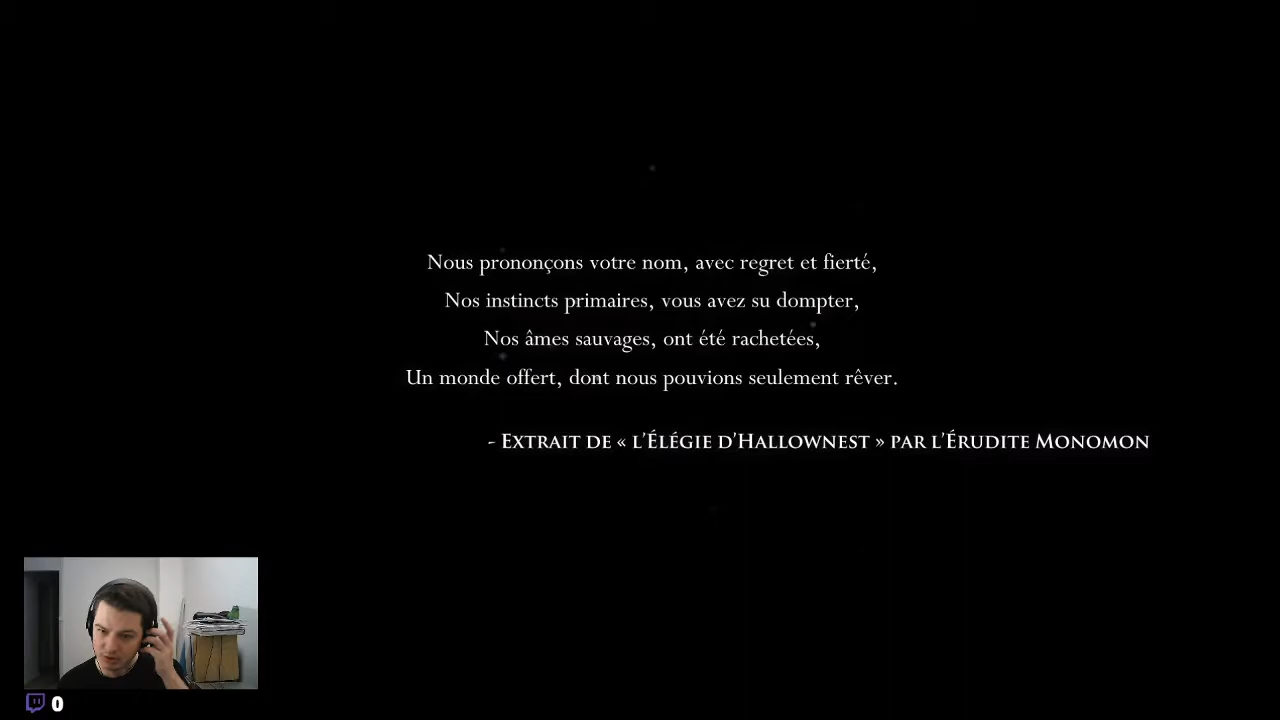 Nous prononçons votre nom, avec regret et fierté,
Nos instincts primaires, vous avez su dompter,
Nos âmes sauvages, ont été rachetées,
Un monde offert, dont nous pouvions seulement rêver.
- Extrait de « l'Élégie d'Hallownest » par l'Érudite Monomon
0